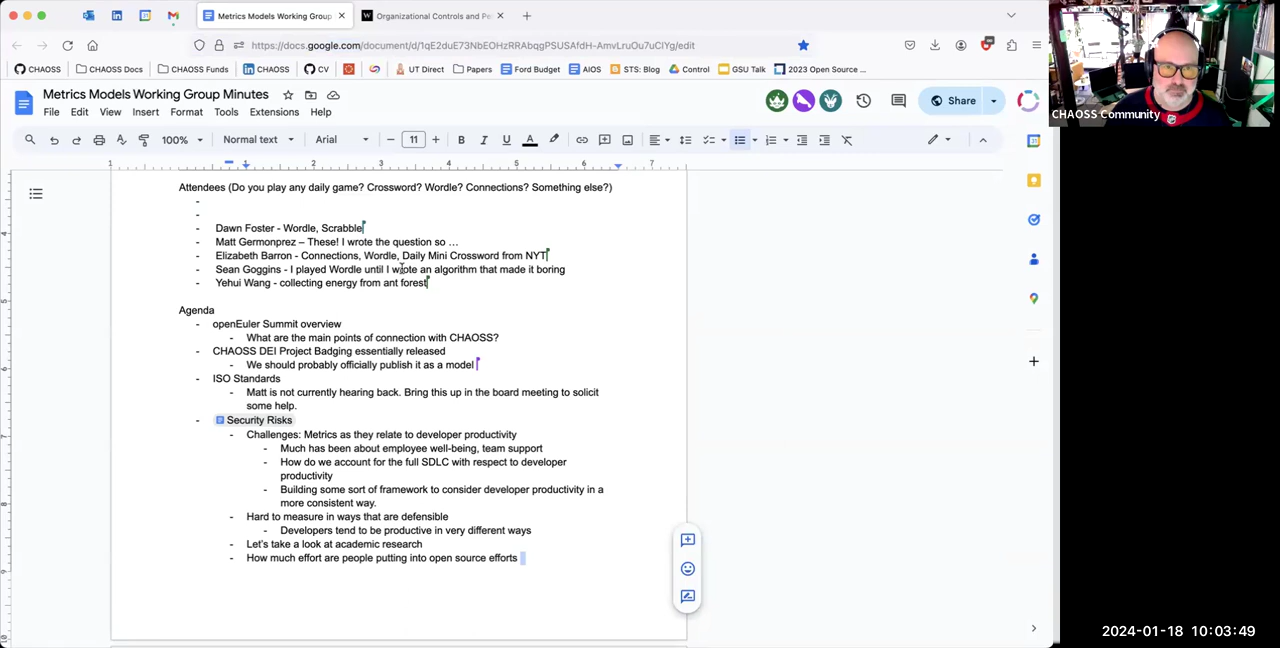 Metrics Models Working Group
Organizational Controls and Pe
https://docs.google.com/document/d/1qE2duE73NbEOHzRRAbqgPSUSAfdH-AmvLruOu7uClYg/edit
CHAOSS
CHAOSS Docs
CHAOSS Funds
CHAOSS
CV
UT Direct
Papers
Ford Budget
AIOS
STS: Blog
Control
GSU Talk
2023 Open Source ...
Metrics Models Working Group Minutes
File Edit View Insert Format Tools Extensions Help
Share
100% Normal text Arial 11
1 1 2 3 4 5 6 7
Attendees (Do you play any daily game? Crossword? Wordle? Connections? Something else?)
-
-
- Dawn Foster - Wordle, Scrabble
- Matt Germonprez – These! I wrote the question so …
- Elizabeth Barron - Connections, Wordle, Daily Mini Crossword from NYT
- Sean Goggins - I played Wordle until I wrote an algorithm that made it boring
- Yehui Wang - collecting energy from ant forest
Agenda
- openEuler Summit overview
- What are the main points of connection with CHAOSS?
- CHAOSS DEI Project Badging essentially released
- We should probably officially publish it as a model
- ISO Standards
- Matt is not currently hearing back. Bring this up in the board meeting to solicit
some help.
- Security Risks
- Challenges: Metrics as they relate to developer productivity
- Much has been about employee well-being, team support
- How do we account for the full SDLC with respect to developer
productivity
- Building some sort of framework to consider developer productivity in a
more consistent way.
- Hard to measure in ways that are defensible
- Developers tend to be productive in very different ways
- Let's take a look at academic research
- How much effort are people putting into open source efforts
CHAOSS Community
2024-01-18 10:03:49